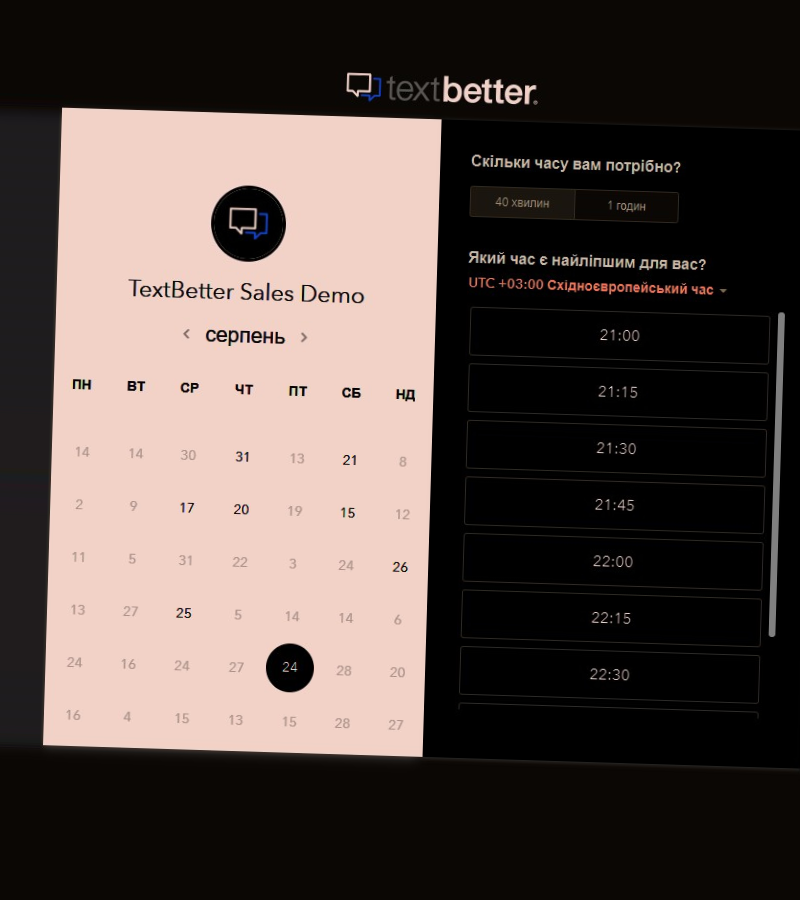 textbetter.
TextBetter Sales Demo
серпень
ПН ВТ СР ЧТ ПТ СБ НД
14 14 30 31 13 21 8
2 9 17 20 19 15 12
11 5 31 22 3 24 26
13 27 25 5 14 14 6
24 16 24 27 24 28 20
16 4 15 13 15 28 27
Скільки часу вам потрібно?
40 хвилин 1 годин
Який час є найліпшим для вас?
UTC +03:00 Східноєвропейський час
21:00
21:15
21:30
21:45
22:00
22:15
22:30